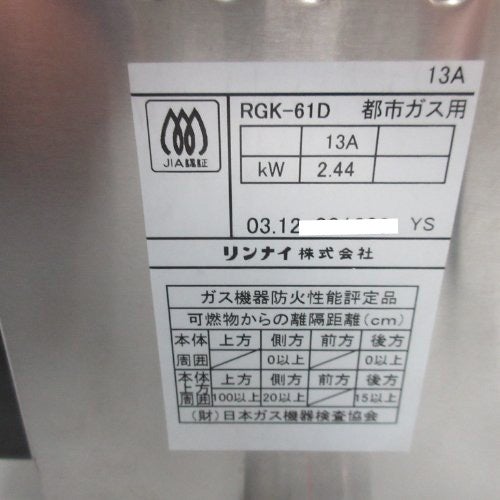 13A
JIA認証
RGK-61D 都市ガス用
13A
kW 2.44
03.12 YS
リンナイ株式会社
ガス機器防火性能評定品
可燃物からの離隔距離(cm)
本体周囲 上方 側方 前方 後方
0以上 0以上
本体上方周囲 上方 側方 前方 後方
100以上 20以上 15以上
(財)日本ガス機器検査協会